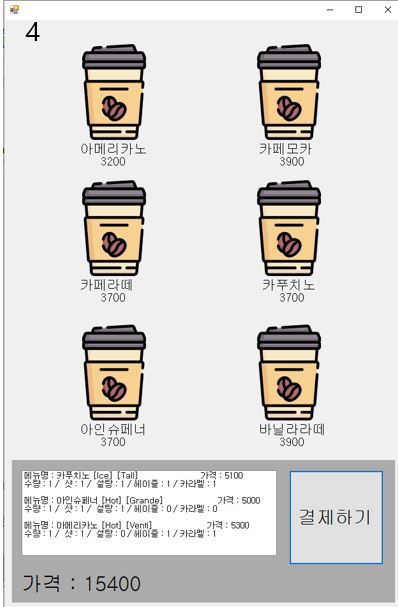 4
아메리카노 카페모카
3200 3900
카페라떼 카푸치노
3700 3700
아인슈페너 바닐라라떼
3700 3900
메뉴명 : 카푸치노 [Ice] [Tall] 가격 : 5100
수량 : 1 / 샷 : 1 / 설탕 : 1 / 헤이즐 : 1 / 카라멜 : 1
메뉴명 : 아인슈페너 [Hot] [Grande] 가격 : 5000
수량 : 1 / 샷 : 1 / 설탕 : 1 / 헤이즐 : 0 / 카라멜 : 0
메뉴명 : 아메리카노 [Hot] [Venti] 가격 : 5300
수량 : 1 / 샷 : 1 / 설탕 : 0 / 헤이즐 : 1 / 카라멜 : 1
결제하기
가격 : 15400